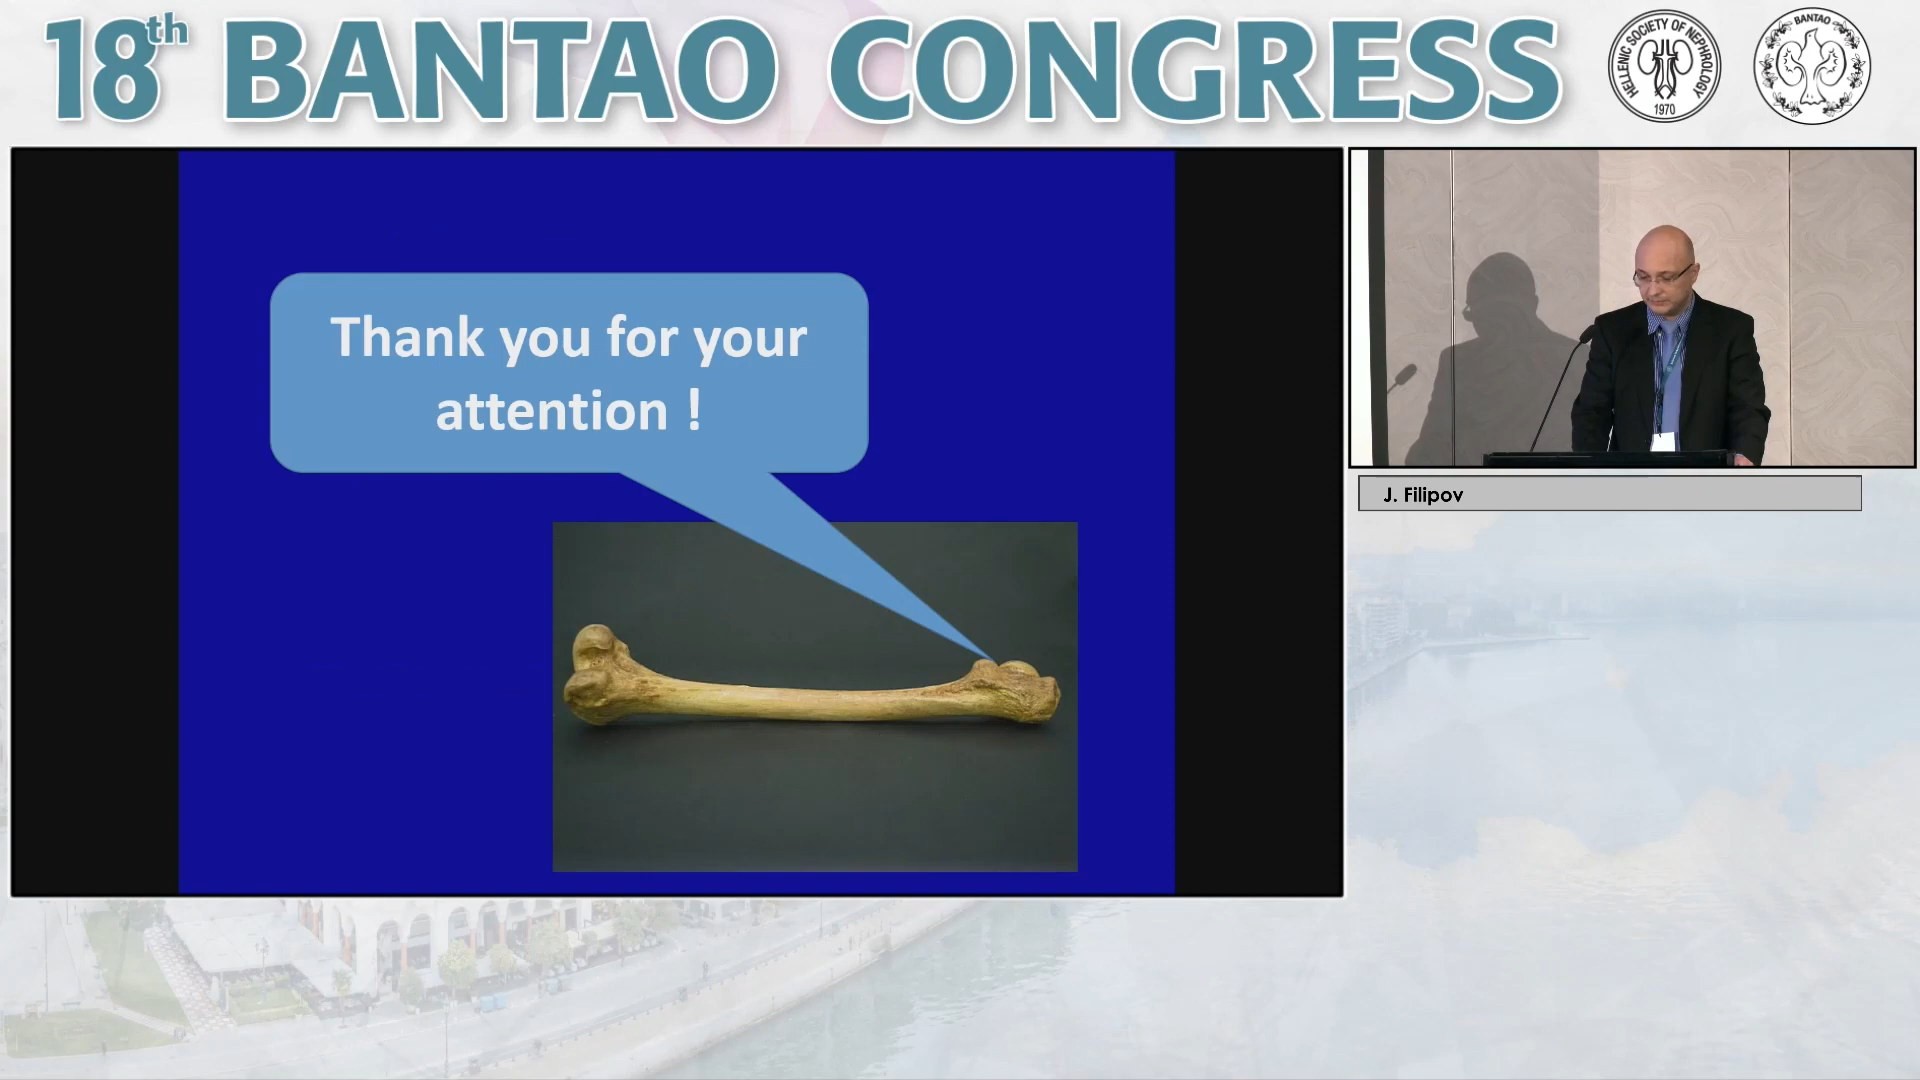 18th BANTAO CONGRESS
HELLENIC SOCIETY OF NEPHROLOGY
1970
BANTAO
Thank you for your
attention !
J. Filipov